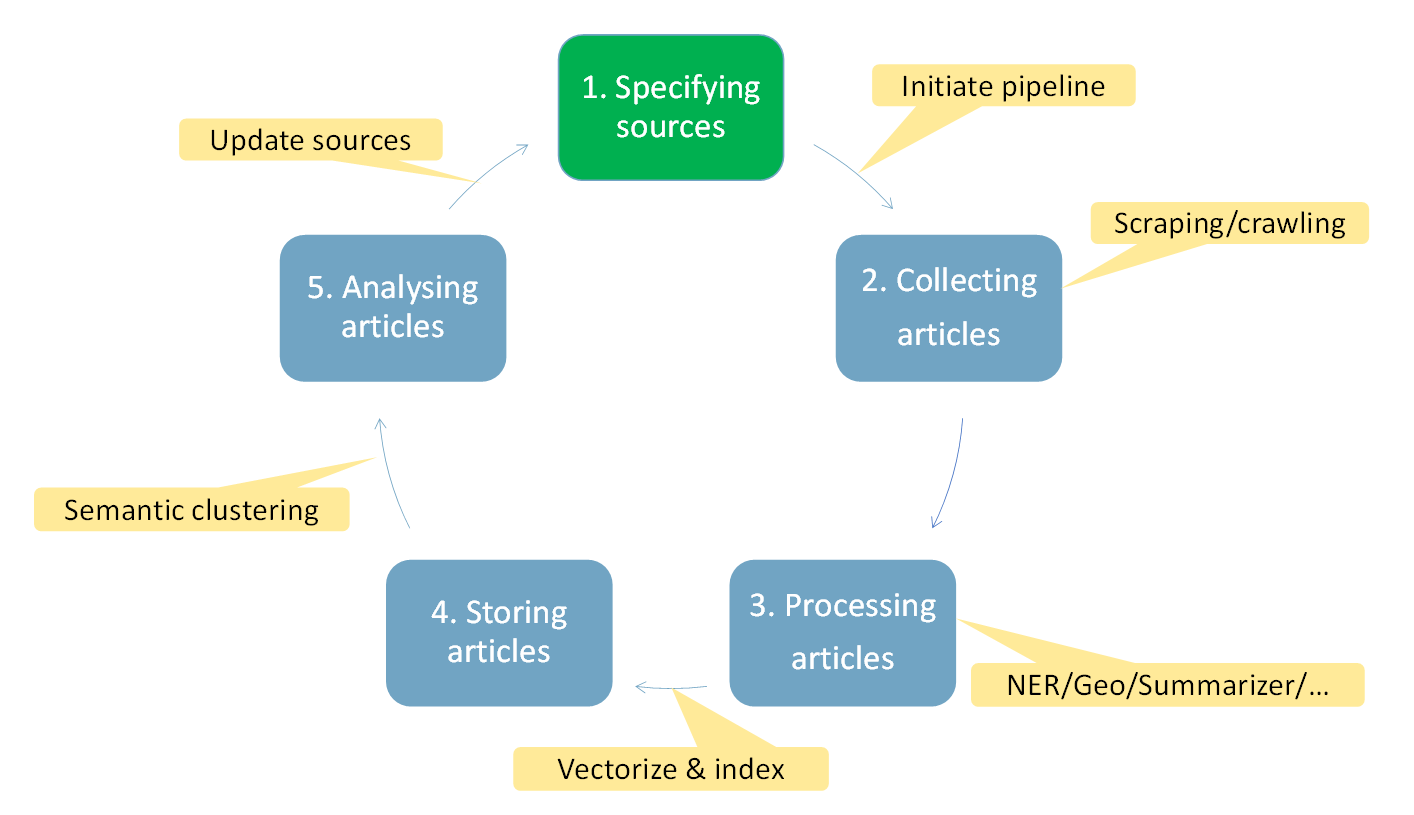 1. Specifying
sources
Initiate pipeline
Update sources
Scraping/crawling
2. Collecting
articles
5. Analysing
articles
Semantic clustering
4. Storing
articles
3. Processing
articles
NER/Geo/Summarizer/...
Vectorize & index